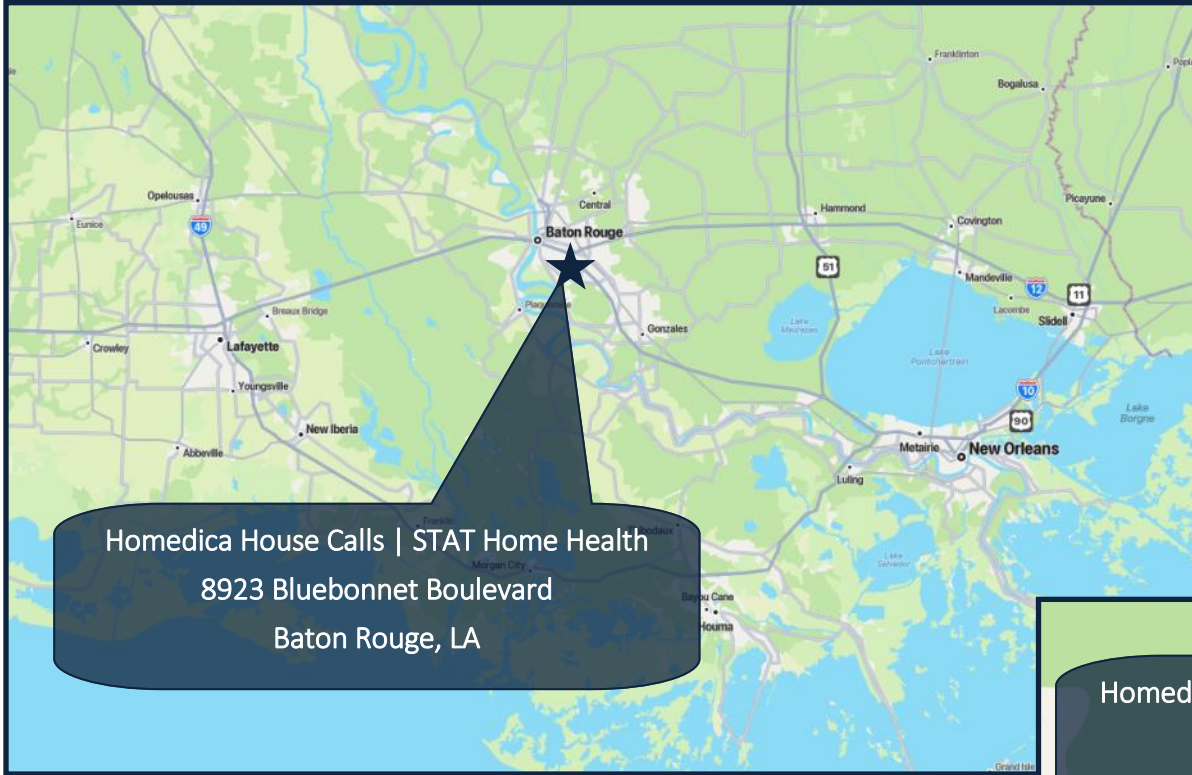 Franklinton
Bogalusa
Opelousas
Central
Eunice
49
Hammond
Picayune
Covington
Baton Rouge
51
Mandeville
12
11
Lacombe
Slidell
Breaux Bridge
Gonzales
Lake
Maurepas
Crowley
Lafayette
Lake
Pontchartrain
Youngsville
10
90
Lake
Borgne
New Iberia
Metairie
New Orleans
Abbeville
Luling
Homedica House Calls | STAT Home Health
8923 Bluebonnet Boulevard
Baton Rouge, LA
Franklin
Morgan City
Lake
Salvador
Bayou Cane
Houma
Homed
Grand Isle